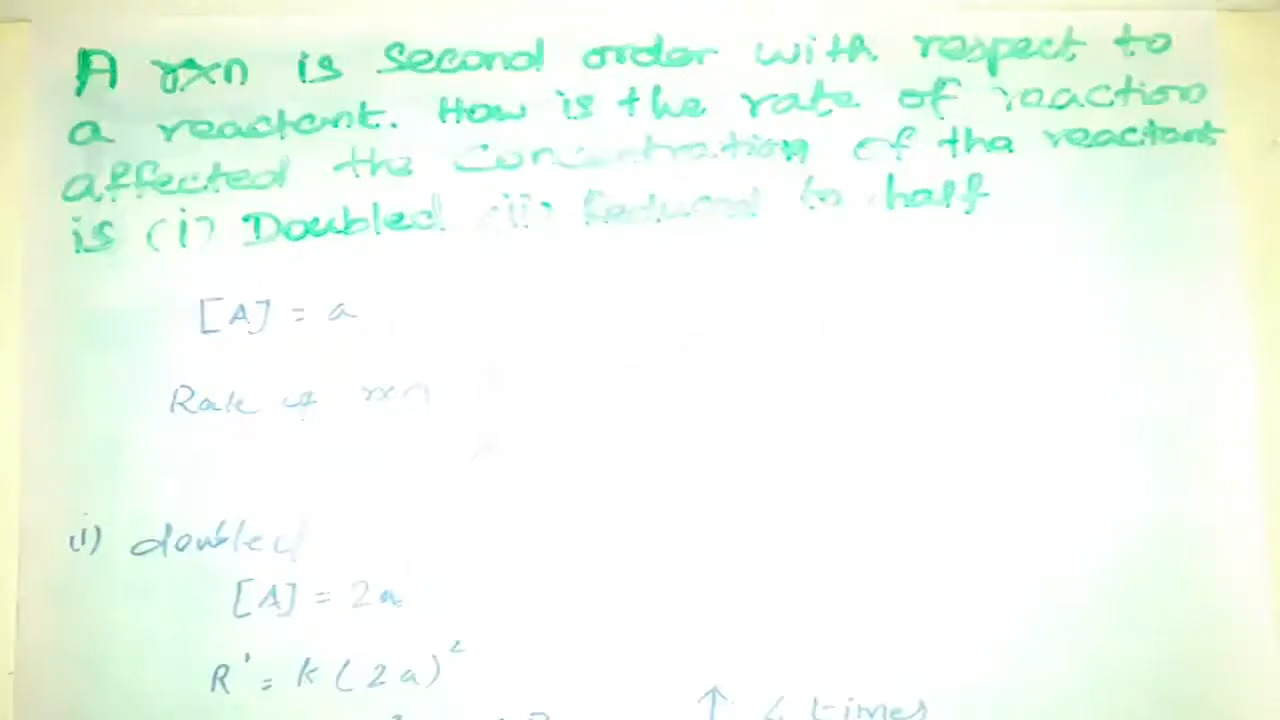 A rxn is second order with respect to
a reactant. How is the rate of reaction
affected the concentration of the reactant
is (i) Doubled (ii) Reduced to half
[A] = a
Rate of rxn
(i) doubled
[A] = 2a
R' = k (2a)²
↑ 4 times